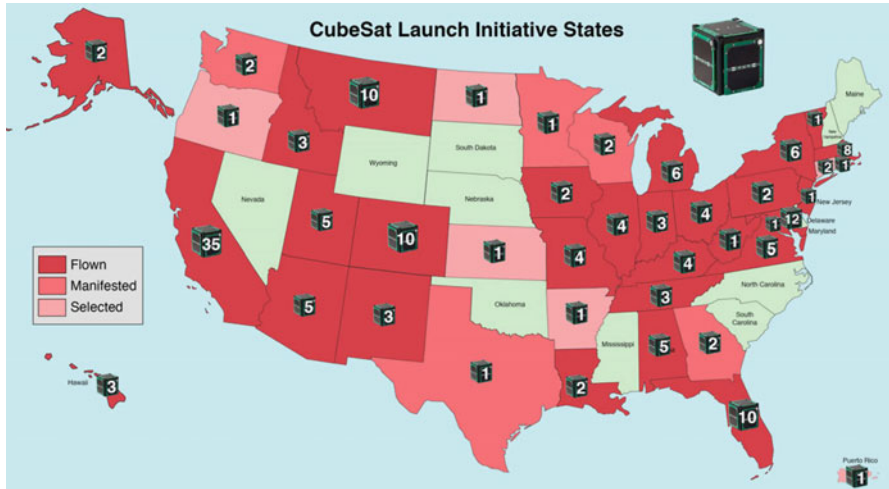 CubeSat Launch Initiative States
2
2
10
1
1
Maine
1
3
1
South Dakota
2
6
6
8
Wyoming
2
1
Nevada
Nebraska
2
2
1
New Jersey
35
5
10
4
3
4
1
12
Delaware
Maryland
Flown
Manifested
Selected
1
4
4
1
5
5
3
Oklahoma
1
3
North Carolina
South Carolina
Mississippi
5
2
Hawaii
3
1
2
10
Puerto Rico
1